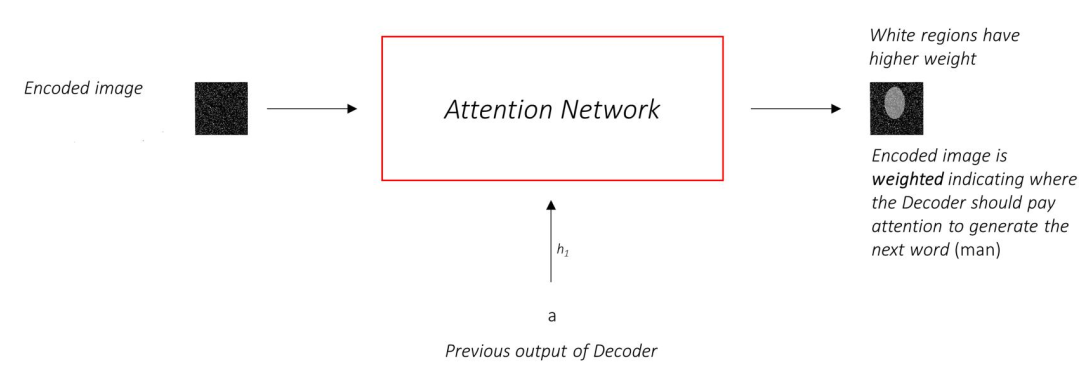 White regions have
higher weight
Encoded image
Attention Network
Encoded image is
weighted indicating where
the Decoder should pay
attention to generate the
next word (man)
h₁
a
Previous output of Decoder